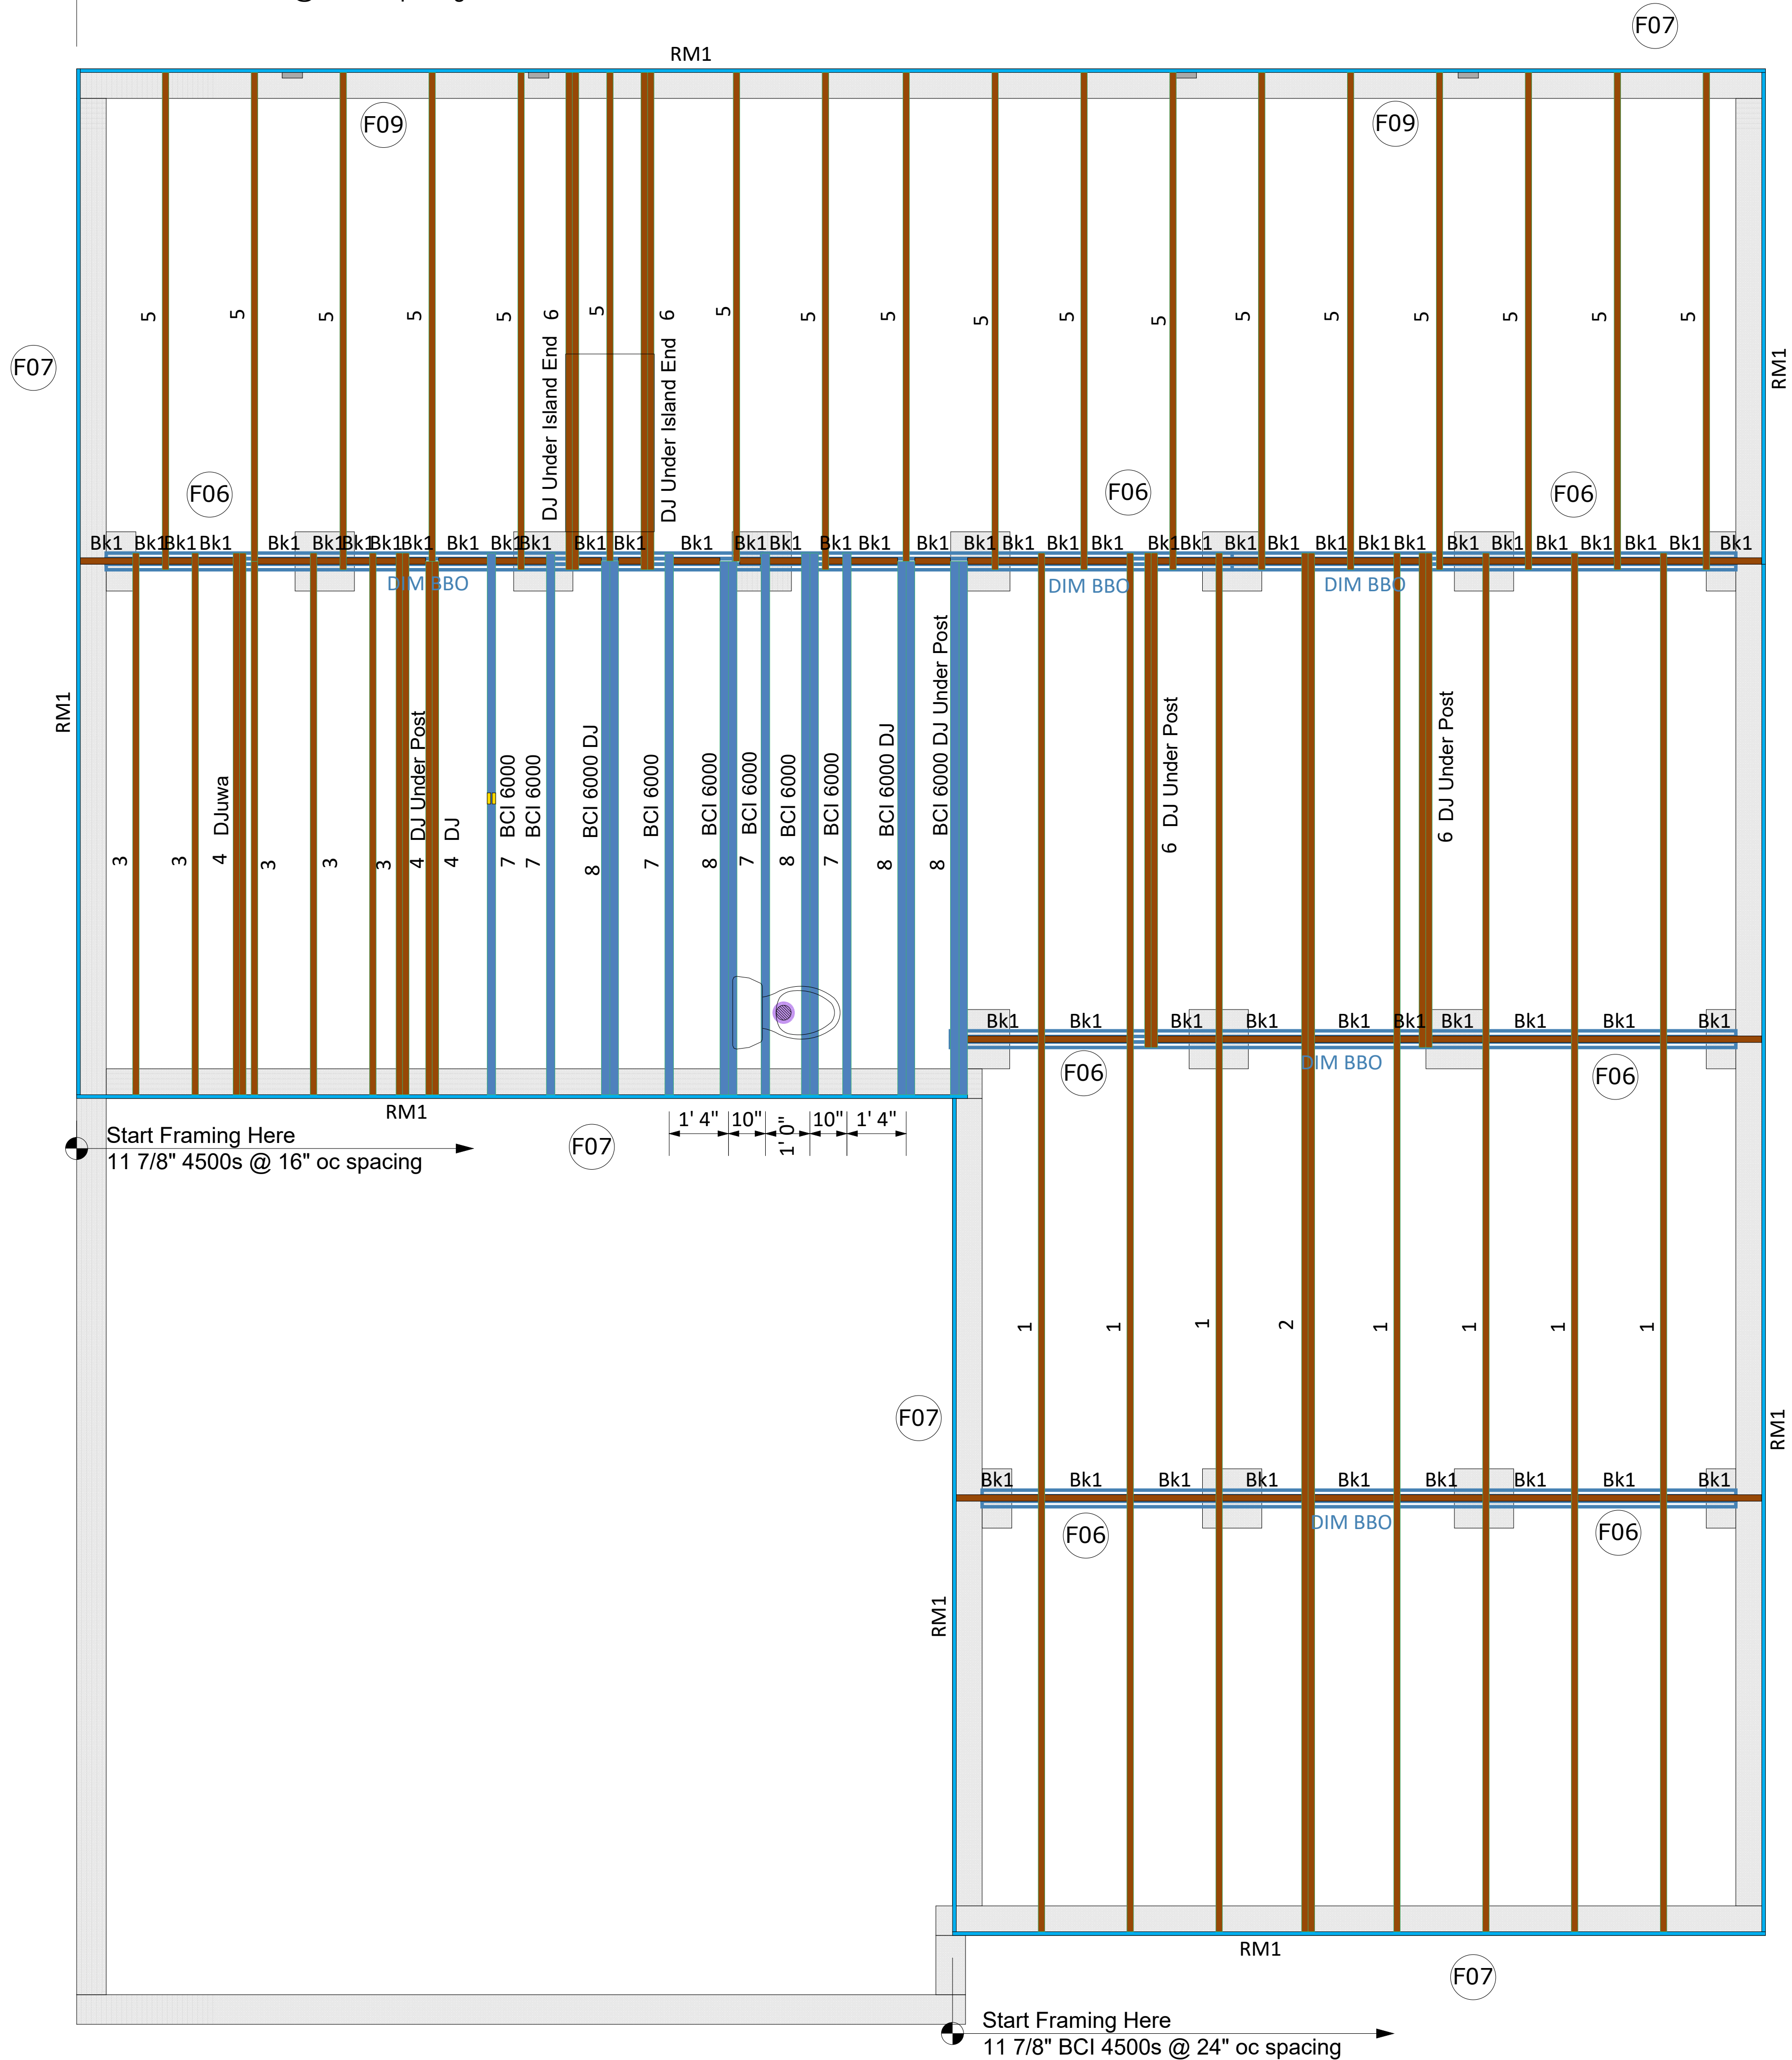 F07
RM1
F09
F09
5
5
5
5
5
DJ Under Island End 6
5
DJ Under Island End 6
5
5
5
5
5
5
5
5
5
5
5
5
F07
RM1
F06
F06
F06
Bk1 Bk1 Bk1 Bk1 Bk1 Bk1 Bk1 Bk1 Bk1 Bk1 Bk1 Bk1 Bk1 Bk1 Bk1 Bk1 Bk1 Bk1 Bk1 Bk1 Bk1 Bk1 Bk1 Bk1 Bk1 Bk1 Bk1 Bk1 Bk1 Bk1 Bk1 Bk1 Bk1 Bk1 Bk1 Bk1 Bk1 Bk1
DIM BBO
DIM BBO
DIM BBO
RM1
3
3
4 DJuwa
3
3
3
4 DJ Under Post
4 DJ
7 BCI 6000
7 BCI 6000
8 BCI 6000 DJ
7 BCI 6000
8 BCI 6000
7 BCI 6000
8 BCI 6000
7 BCI 6000
8 BCI 6000 DJ
8 BCI 6000 DJ Under Post
6 DJ Under Post
6 DJ Under Post
Bk1 Bk1 Bk1 Bk1 Bk1 Bk1 Bk1 Bk1 Bk1 Bk1
DIM BBO
F06
F06
RM1
1' 4" 10" 1' 0" 10" 1' 4"
Start Framing Here
11 7/8" 4500s @ 16" oc spacing
F07
1
1
1
2
1
1
1
1
F07
RM1
Bk1 Bk1 Bk1 Bk1 Bk1 Bk1 Bk1 Bk1 Bk1
DIM BBO
F06
F06
RM1
RM1
F07
Start Framing Here
11 7/8" BCI 4500s @ 24" oc spacing